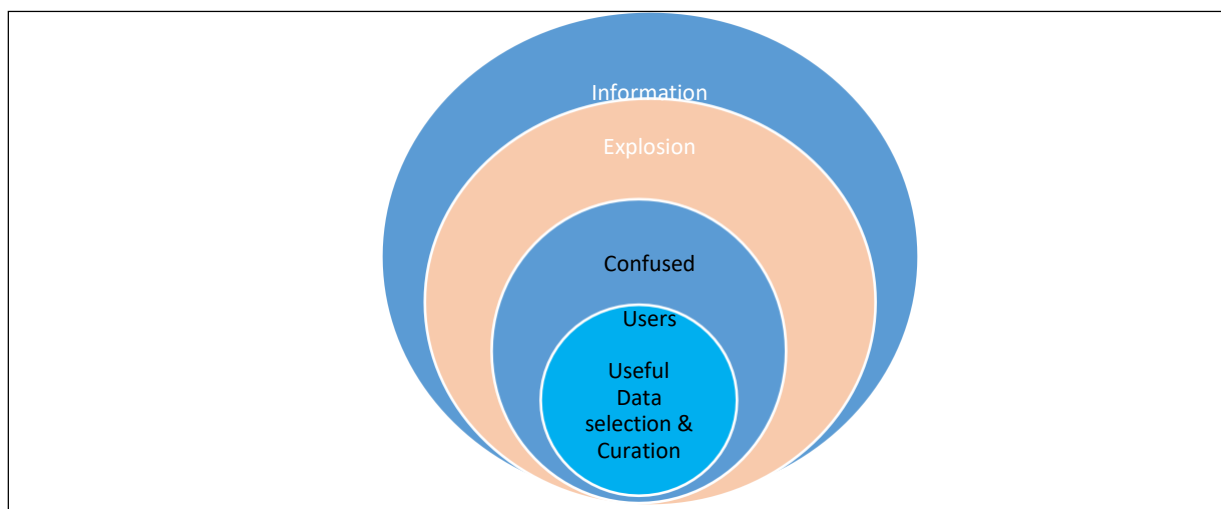 Information
Explosion
Confused
Users
Useful
Data
selection &
Curation